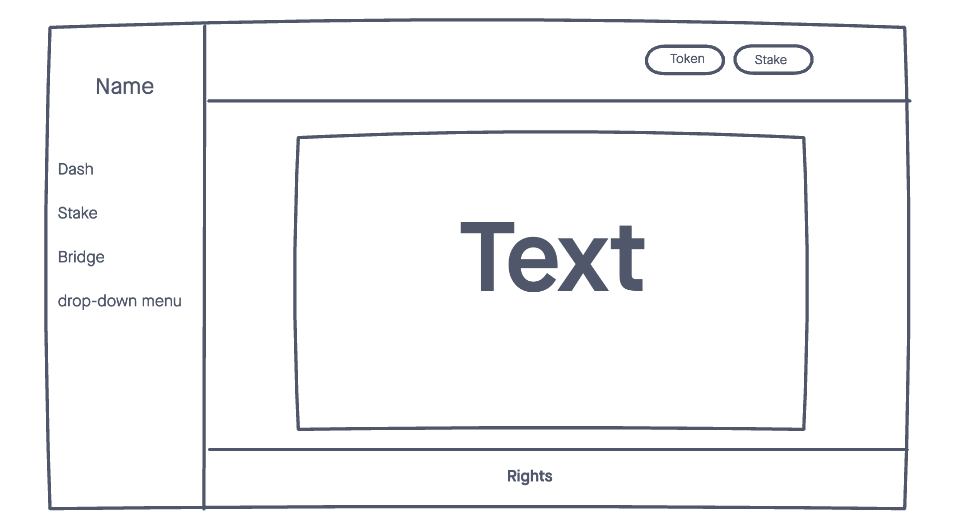 Name
Dash
Stake
Bridge
drop-down menu
Token
Stake
Text
Rights